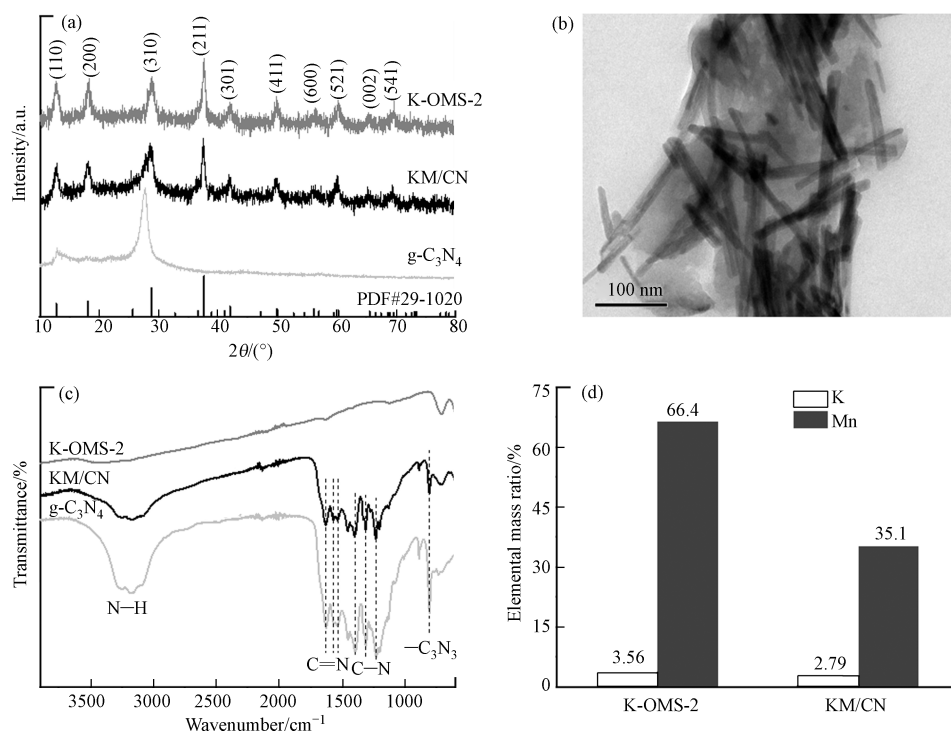 (a)
(110)
(200)
(310)
(211)
(301)
(411)
(600)
(521)
(002)
(541)
K-OMS-2
KM/CN
g-C₃N₄
PDF#29-1020
Intensity/a.u.
10 20 30 40 50 60 70 80
2θ/(°)
(b)
100 nm
(c)
K-OMS-2
KM/CN
g-C₃N₄
N—H
C=N
C—N
—C₃N₃
Transmittance/%
3500 3000 2500 2000 1500 1000
Wavenumber/cm⁻¹
(d)
K
Mn
75
60
45
30
15
0
66.4
3.56
35.1
2.79
Elemental mass ratio/%
K-OMS-2 KM/CN